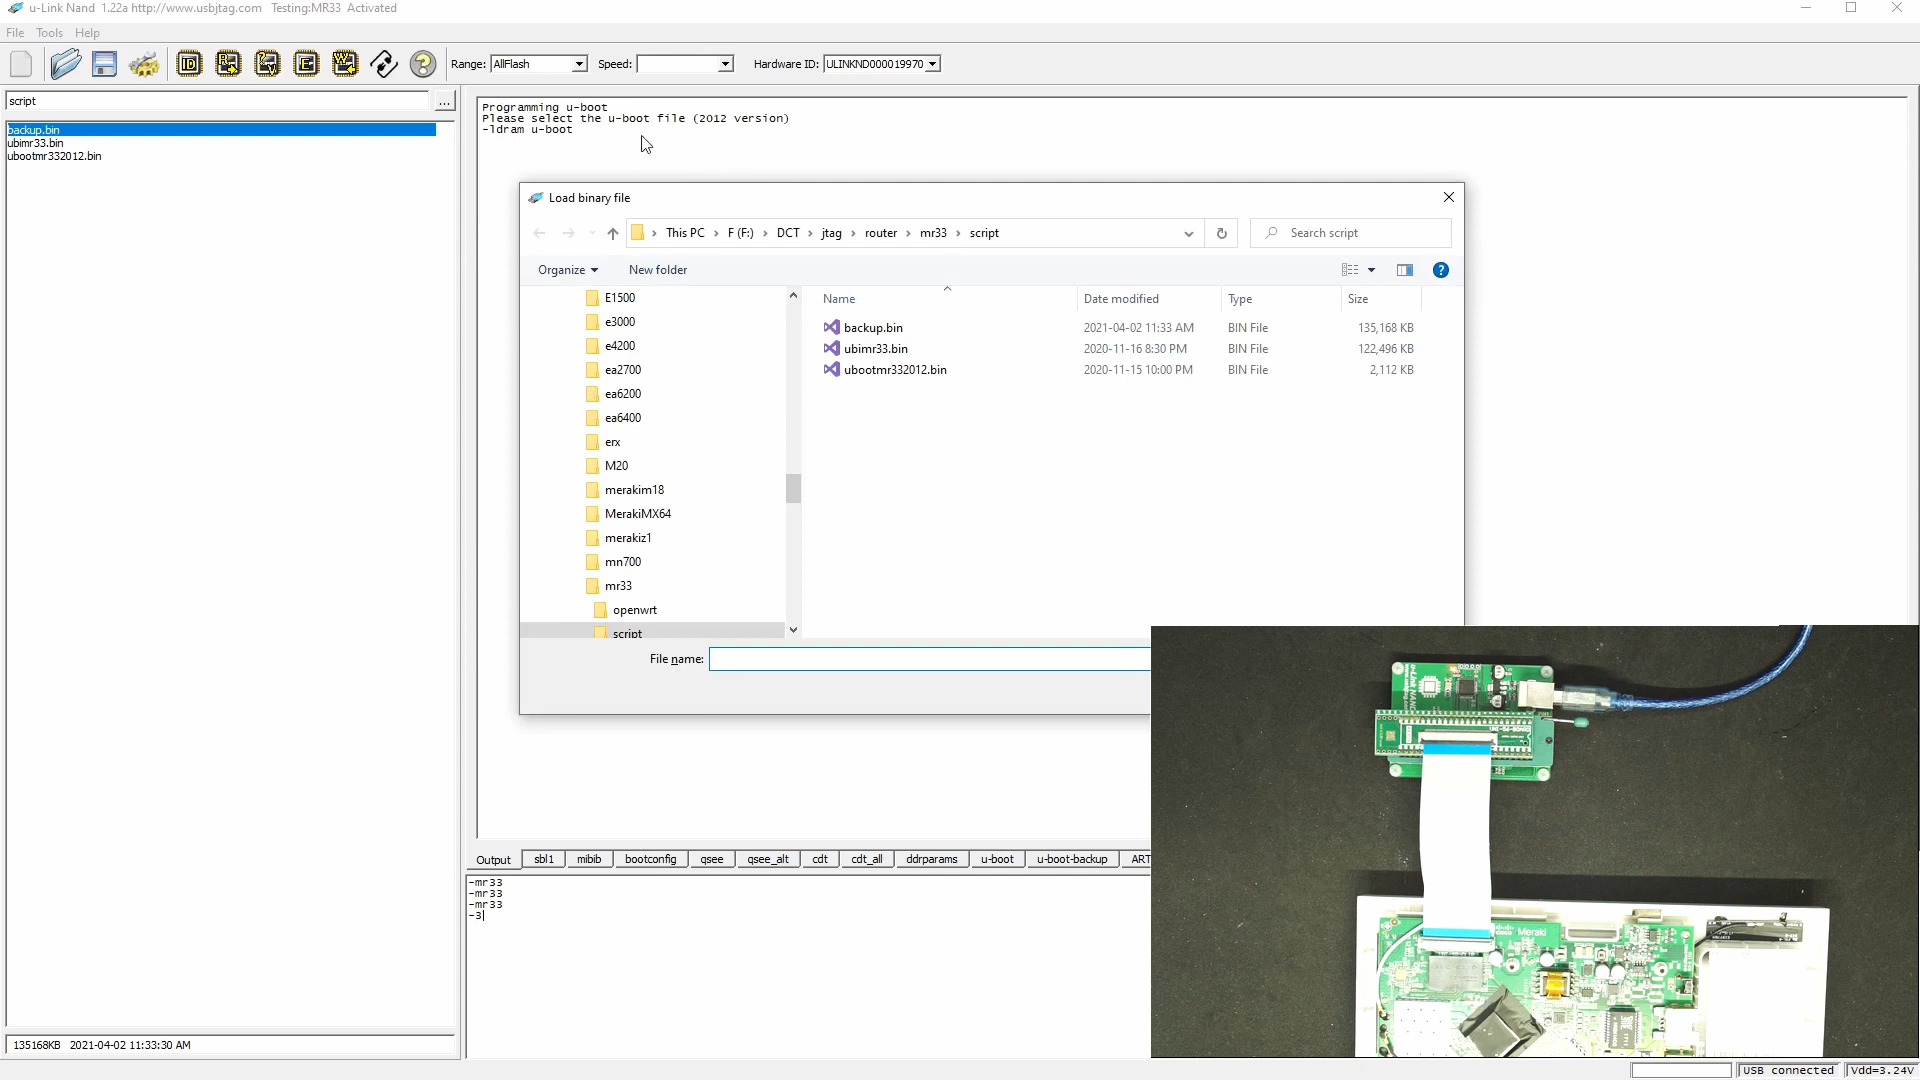 u-Link Nand 1.22a http://www.usbjtag.com Testing:MR33 Activated
File Tools Help
ID
Range: AllFlash Speed: Hardware ID: ULINKND000019970
script ...
backup.bin
ubimr33.bin
ubootmr332012.bin
Programming u-boot
Please select the u-boot file (2012 version)
-ldram u-boot
Load binary file
This PC > F (F:) > DCT > jtag > router > mr33 > script
Search script
Organize New folder
E1500
e3000
e4200
ea2700
ea6200
ea6400
erx
M20
merakim18
MerakiMX64
merakiz1
mn700
mr33
openwrt
script
Name Date modified Type Size
backup.bin 2021-04-02 11:33 AM BIN File 135,168 KB
ubimr33.bin 2020-11-16 8:30 PM BIN File 122,496 KB
ubootmr332012.bin 2020-11-15 10:00 PM BIN File 2,112 KB
File name:
Output sbl1 mibib bootconfig qsee qsee_alt cdt cdt_all ddrparams u-boot u-boot-backup ART
-mr33
-mr33
-mr33
-3
Meraki
135168KB 2021-04-02 11:33:30 AM
USB connected Vdd=3.24V